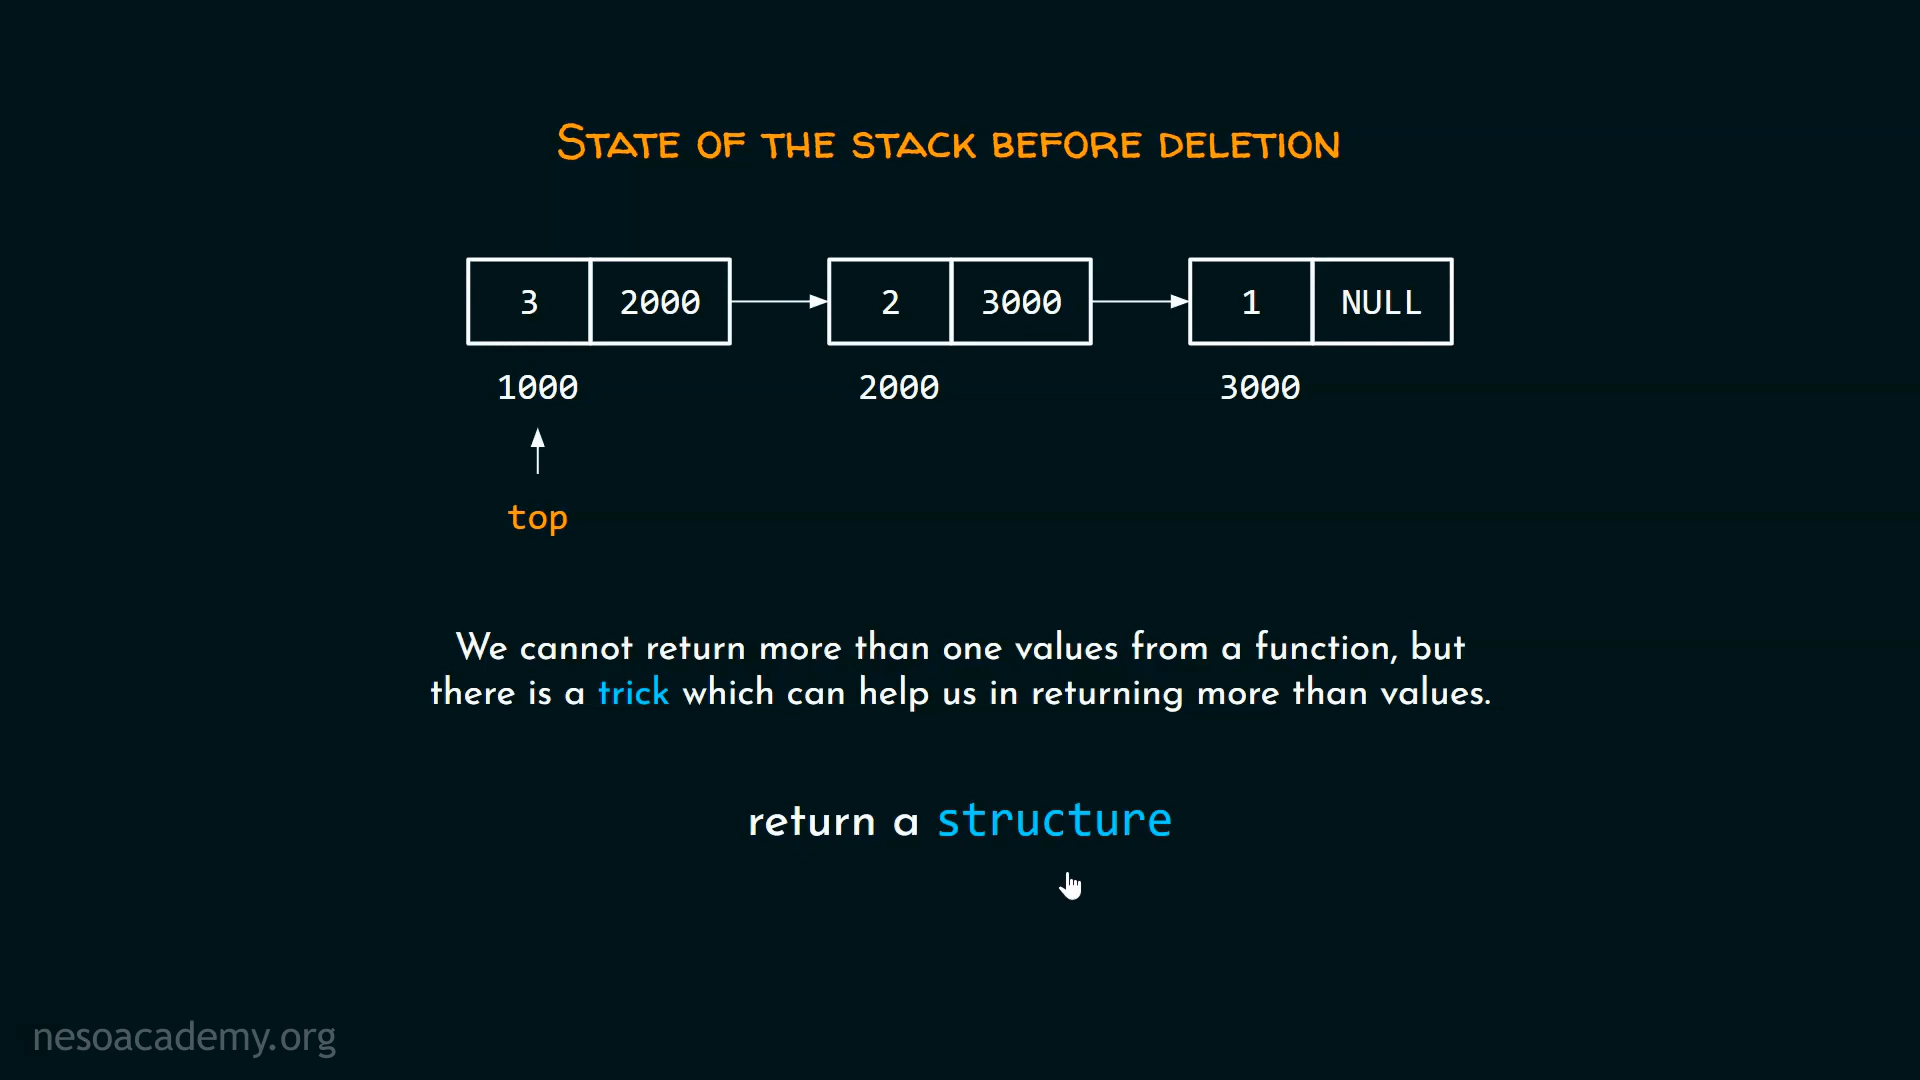 State of the stack before deletion
3 2000 2 3000 1 NULL
1000 2000 3000
top
We cannot return more than one values from a function, but
there is a trick which can help us in returning more than values.
return a structure
nesoacademy.org